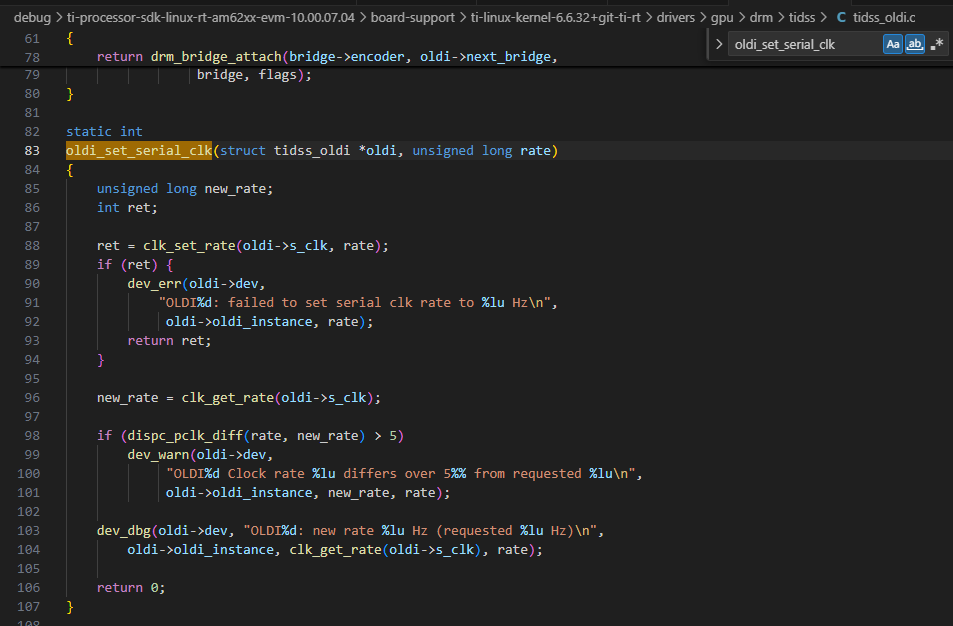 debug > ti-processor-sdk-linux-rt-am62xx-evm-10.00.07.04 > board-support > ti-linux-kernel-6.6.32+git-ti-rt > drivers > gpu > drm > tidss > C tidss_oldi.c
> oldi_set_serial_clk Aa ab .*
61 {
78 return drm_bridge_attach(bridge->encoder, oldi->next_bridge,
79 bridge, flags);
80 }
81
82 static int
83 oldi_set_serial_clk(struct tidss_oldi *oldi, unsigned long rate)
84 {
85 unsigned long new_rate;
86 int ret;
87
88 ret = clk_set_rate(oldi->s_clk, rate);
89 if (ret) {
90 dev_err(oldi->dev,
91 "OLDI%d: failed to set serial clk rate to %lu Hz\n",
92 oldi->oldi_instance, rate);
93 return ret;
94 }
95
96 new_rate = clk_get_rate(oldi->s_clk);
97
98 if (dispc_pclk_diff(rate, new_rate) > 5)
99 dev_warn(oldi->dev,
100 "OLDI%d Clock rate %lu differs over 5%% from requested %lu\n",
101 oldi->oldi_instance, new_rate, rate);
102
103 dev_dbg(oldi->dev, "OLDI%d: new rate %lu Hz (requested %lu Hz)\n",
104 oldi->oldi_instance, clk_get_rate(oldi->s_clk), rate);
105
106 return 0;
107 }
108